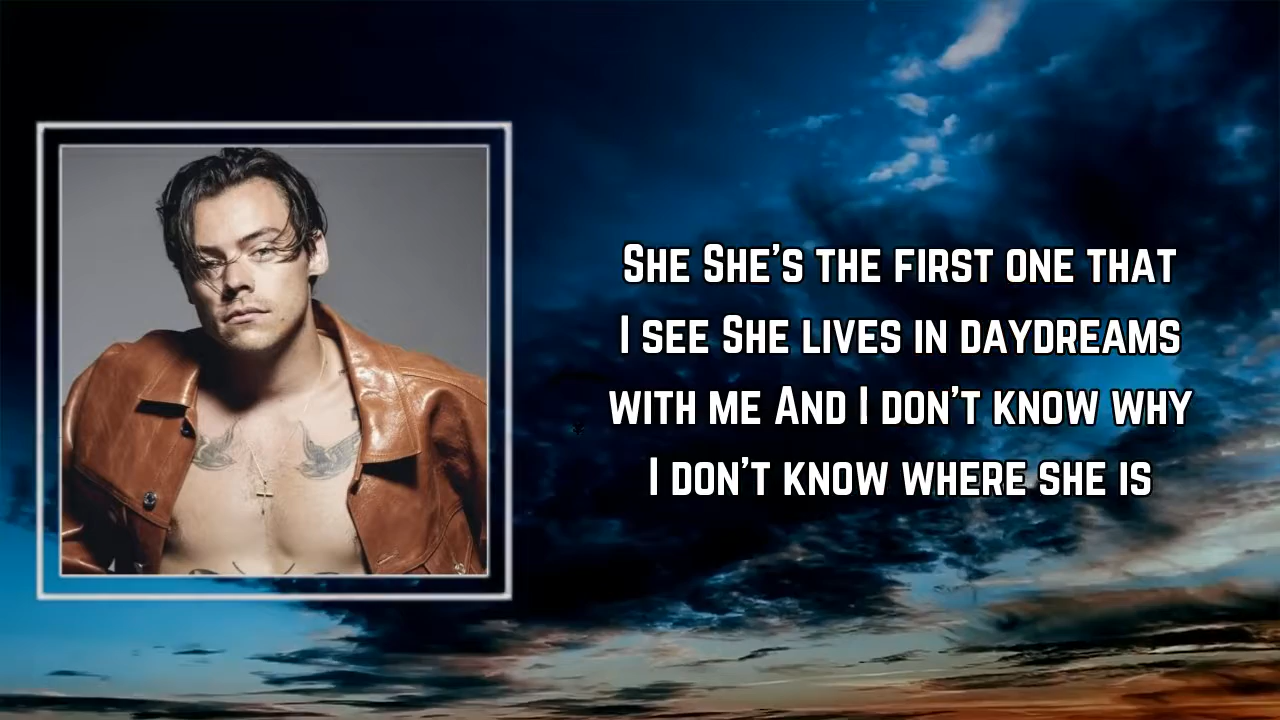 She She's the first one that
I see She lives in daydreams
with me And I don't know why
I don't know where she is